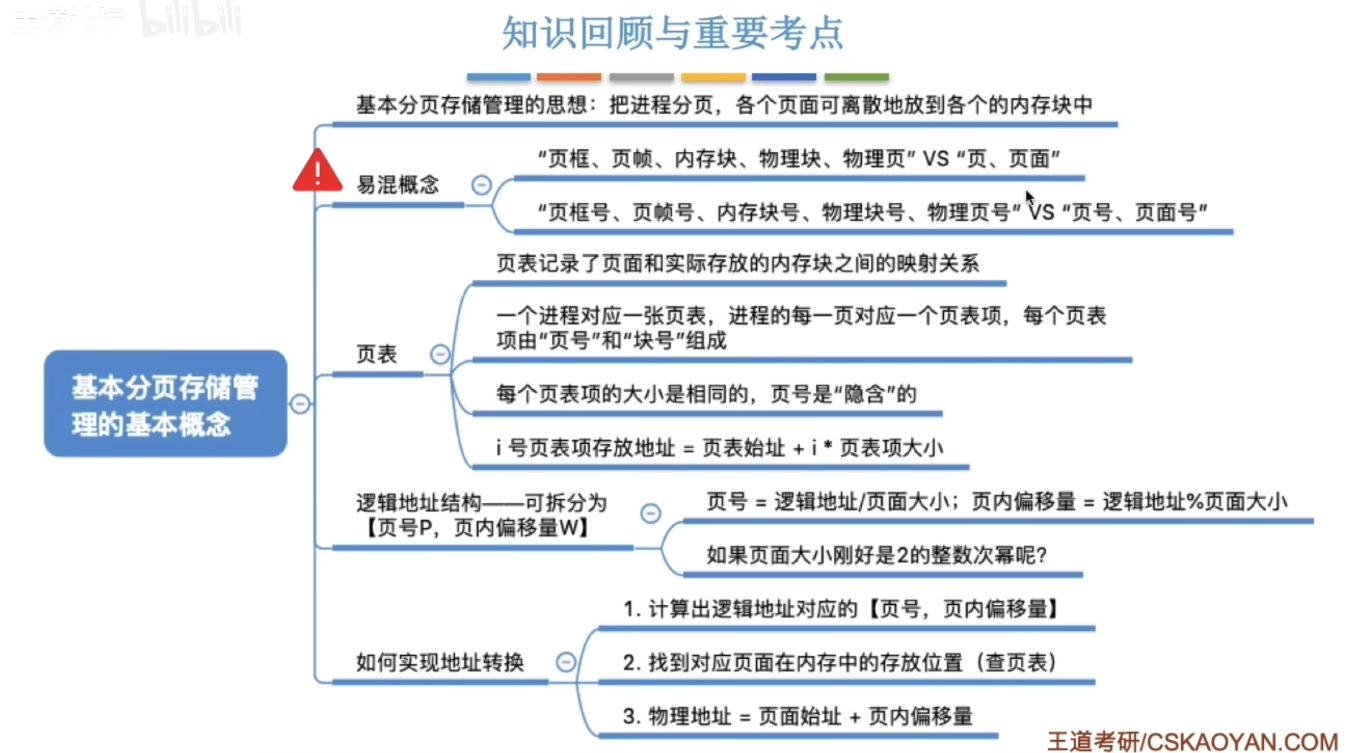 bilibili
知识回顾与重要考点
基本分页存储管理的思想：把进程分页，各个页面可离散地放到各个的内存块中
易混概念
“页框、页帧、内存块、物理块、物理页” VS “页、页面”
“页框号、页帧号、内存块号、物理块号、物理页号” VS “页号、页面号”
基本分页存储管
理的基本概念
页表
页表记录了页面和实际存放的内存块之间的映射关系
一个进程对应一张页表，进程的每一页对应一个页表项，每个页表
项由“页号”和“块号”组成
每个页表项的大小是相同的，页号是“隐含”的
i 号页表项存放地址 = 页表始址 + i * 页表项大小
逻辑地址结构——可拆分为
【页号P，页内偏移量W】
页号 = 逻辑地址/页面大小；页内偏移量 = 逻辑地址%页面大小
如果页面大小刚好是2的整数次幂呢?
如何实现地址转换
1. 计算出逻辑地址对应的【页号，页内偏移量】
2. 找到对应页面在内存中的存放位置（查页表）
3. 物理地址 = 页面始址 + 页内偏移量
王道考研/CSKAOYAN.COM